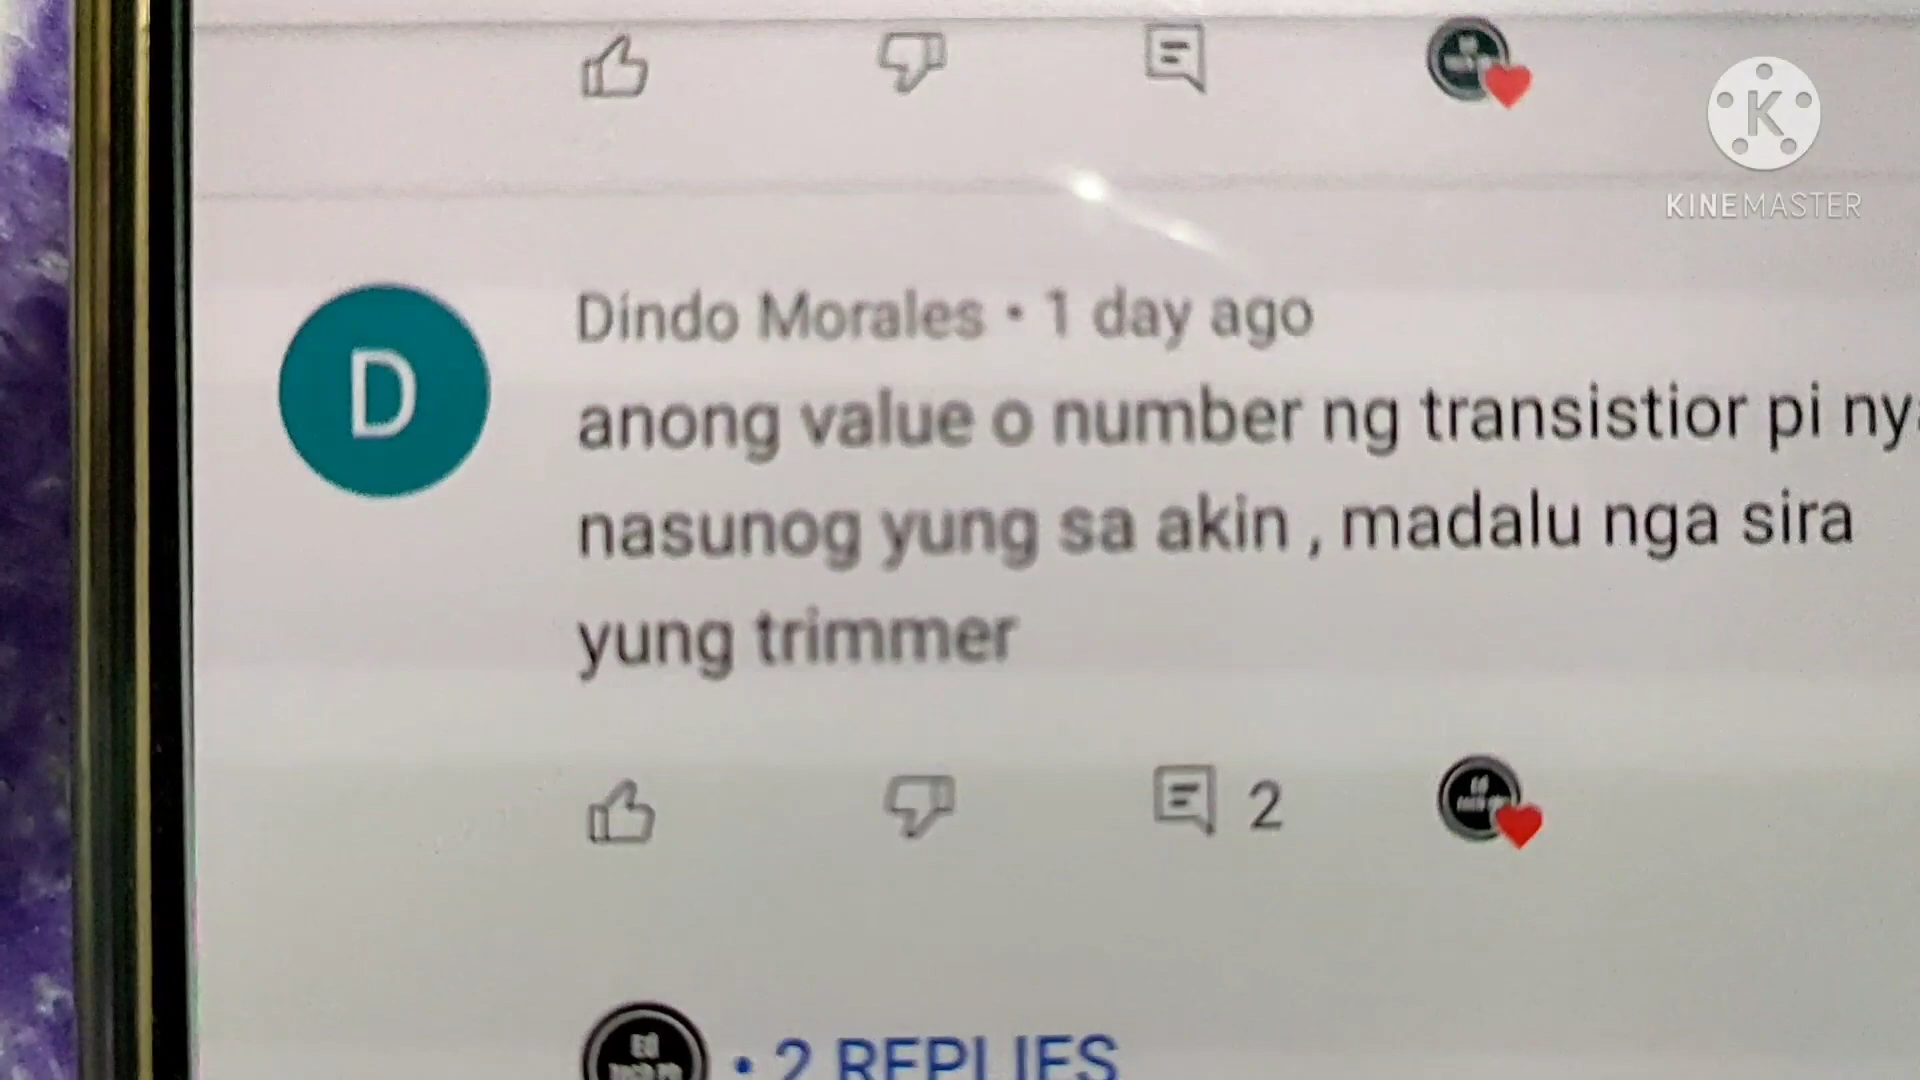 K
KINEMASTER
Dindo Morales • 1 day ago
D
anong value o number ng transistior pi
nasunog yung sa akin , madalu nga sira
yung trimmer
2
• 2 REPLIES